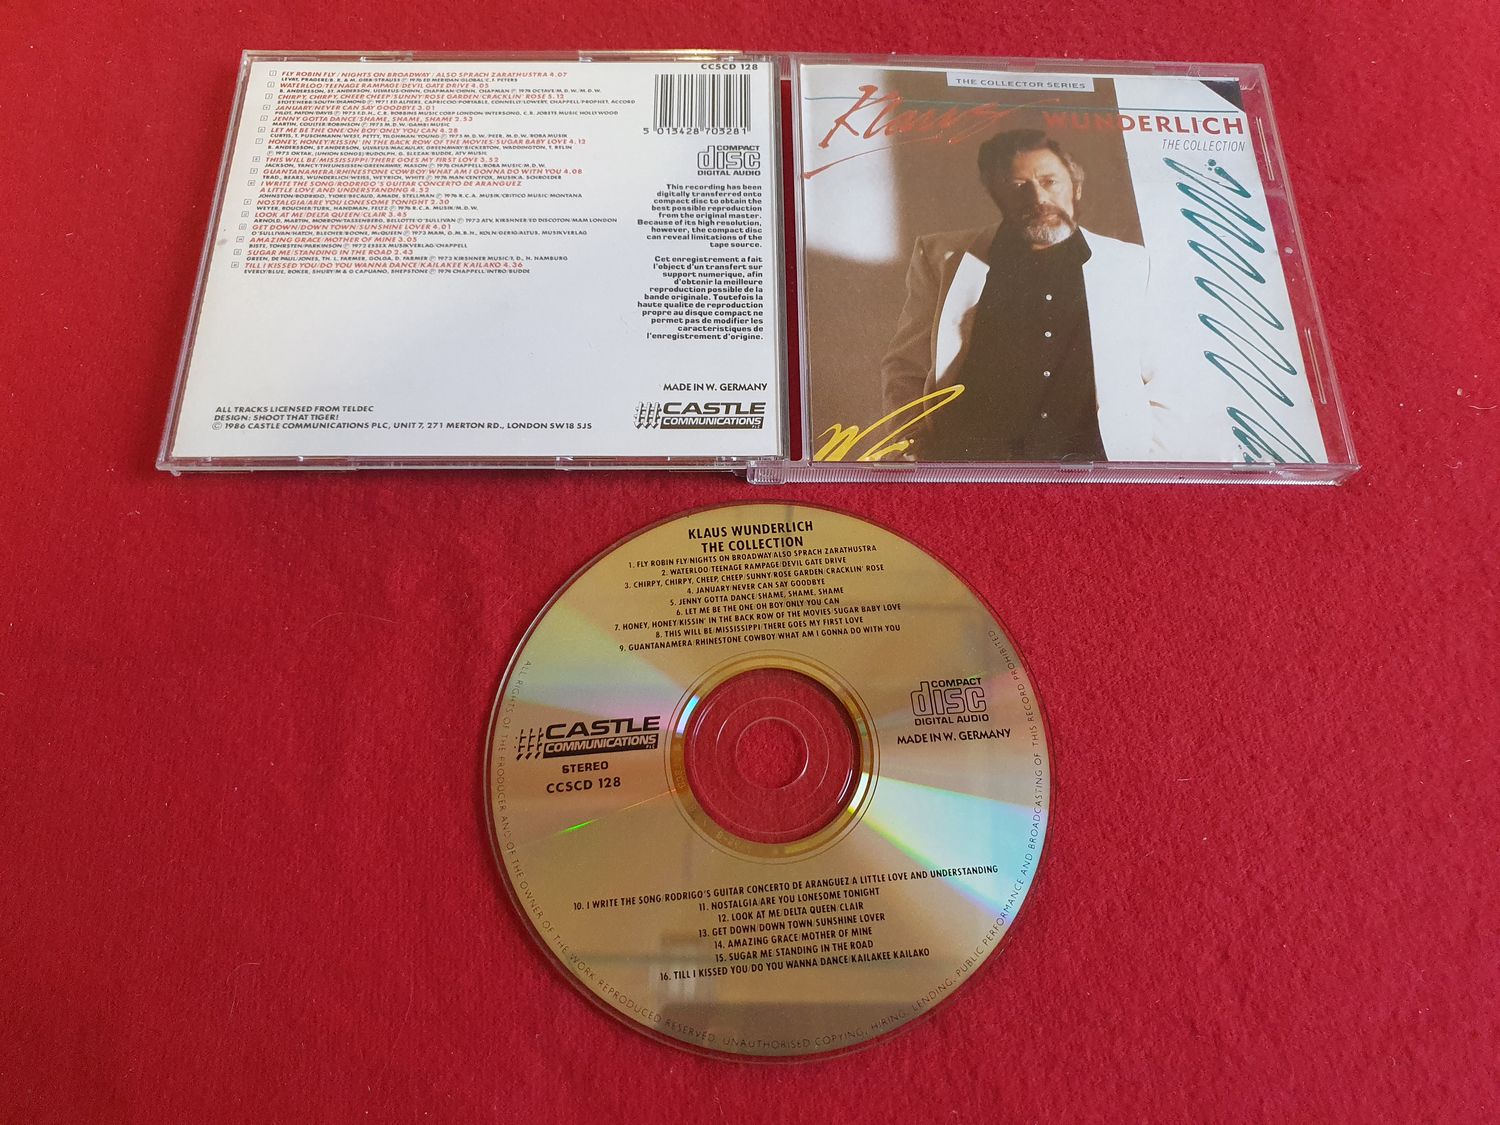 CCSCD 128
1 FLY ROBIN FLY/NIGHTS ON BROADWAY/ALSO SPRACH ZARATHUSTRA 4.07
2 WATERLOO/TEENAGE RAMPAGE/DEVIL GATE DRIVE 4.05
3 CHIRPY, CHIRPY, CHEEP CHEEP/SUNNY/ROSE GARDEN/CRACKLIN' ROSE 5.12
JANUARY/NEVER CAN SAY GOODBYE 3.01
JENNY GOTTA DANCE/SHAME, SHAME, SHAME 2.53
LET ME BE THE ONE/OH BOY/ONLY YOU CAN 4.28
HONEY, HONEY/KISSIN' IN THE BACK ROW OF THE MOVIES/SUGAR BABY LOVE 4.12
THIS WILL BE/MISSISSIPPI/THERE GOES MY FIRST LOVE 3.52
GUANTANAMERA/RHINESTONE COWBOY/WHAT AM I GONNA DO WITH YOU 4.08
I WRITE THE SONG/RODRIGO'S GUITAR CONCERTO DE ARANGUEZ
A LITTLE LOVE AND UNDERSTANDING 4.52
NOSTALGIA/ARE YOU LONESOME TONIGHT 2.30
LOOK AT ME/DELTA QUEEN/CLAIR 3.45
GET DOWN/DOWN TOWN/SUNSHINE LOVER 4.01
AMAZING GRACE/MOTHER OF MINE 3.05
SUGAR ME/STANDING IN THE ROAD 2.43
TILL I KISSED YOU/DO YOU WANNA DANCE/KAILAKEE KAILAKO 4.36
5 013428 703281
COMPACT
disc
DIGITAL AUDIO
This recording has been
digitally transferred onto
compact disc to obtain the
best possible reproduction
from the original master.
Because of its high resolution,
however, the compact disc
can reveal limitations of the
tape source.
Cet enregistrement a fait
l'object d'un transfert sur
support numerique, afin
d'obtenir la meilleure
reproduction possible de la
bande originale. Toutefois la
haute qualite de reproduction
propre au disque compact ne
permet pas de modifier les
caracteristiques de
l'enregistrement d'origine.
MADE IN W. GERMANY
CASTLE
COMMUNICATIONS PLC
ALL TRACKS LICENSED FROM TELDEC
DESIGN: SHOOT THAT TIGER!
© 1986 CASTLE COMMUNICATIONS PLC, UNIT 7, 271 MERTON RD., LONDON SW18 5JS
THE COLLECTOR SERIES
Klaus WUNDERLICH
THE COLLECTION
KLAUS WUNDERLICH
THE COLLECTION
1. FLY ROBIN FLY/NIGHTS ON BROADWAY/ALSO SPRACH ZARATHUSTRA
2. WATERLOO/TEENAGE RAMPAGE/DEVIL GATE DRIVE
3. CHIRPY, CHIRPY, CHEEP, CHEEP/SUNNY/ROSE GARDEN/CRACKLIN' ROSE
4. JANUARY/NEVER CAN SAY GOODBYE
5. JENNY GOTTA DANCE/SHAME, SHAME, SHAME
6. LET ME BE THE ONE/OH BOY/ONLY YOU CAN
7. HONEY, HONEY/KISSIN' IN THE BACK ROW OF THE MOVIES/SUGAR BABY LOVE
8. THIS WILL BE/MISSISSIPPI/THERE GOES MY FIRST LOVE
9. GUANTANAMERA/RHINESTONE COWBOY/WHAT AM I GONNA DO WITH YOU
CASTLE
COMMUNICATIONS PLC
STEREO
CCSCD 128
COMPACT
disc
DIGITAL AUDIO
MADE IN W. GERMANY
10. I WRITE THE SONG/RODRIGO'S GUITAR CONCERTO DE ARANGUEZ A LITTLE LOVE AND UNDERSTANDING
11. NOSTALGIA/ARE YOU LONESOME TONIGHT
12. LOOK AT ME/DELTA QUEEN/CLAIR
13. GET DOWN/DOWN TOWN/SUNSHINE LOVER
14. AMAZING GRACE/MOTHER OF MINE
15. SUGAR ME/STANDING IN THE ROAD
16. TILL I KISSED YOU/DO YOU WANNA DANCE/KAILAKEE KAILAKO
ALL RIGHTS OF THE PRODUCER AND OF THE OWNER OF THE WORK REPRODUCED RESERVED. UNAUTHORISED COPYING, HIRING, LENDING, PUBLIC PERFORMANCE AND BROADCASTING OF THIS RECORD PROHIBITED